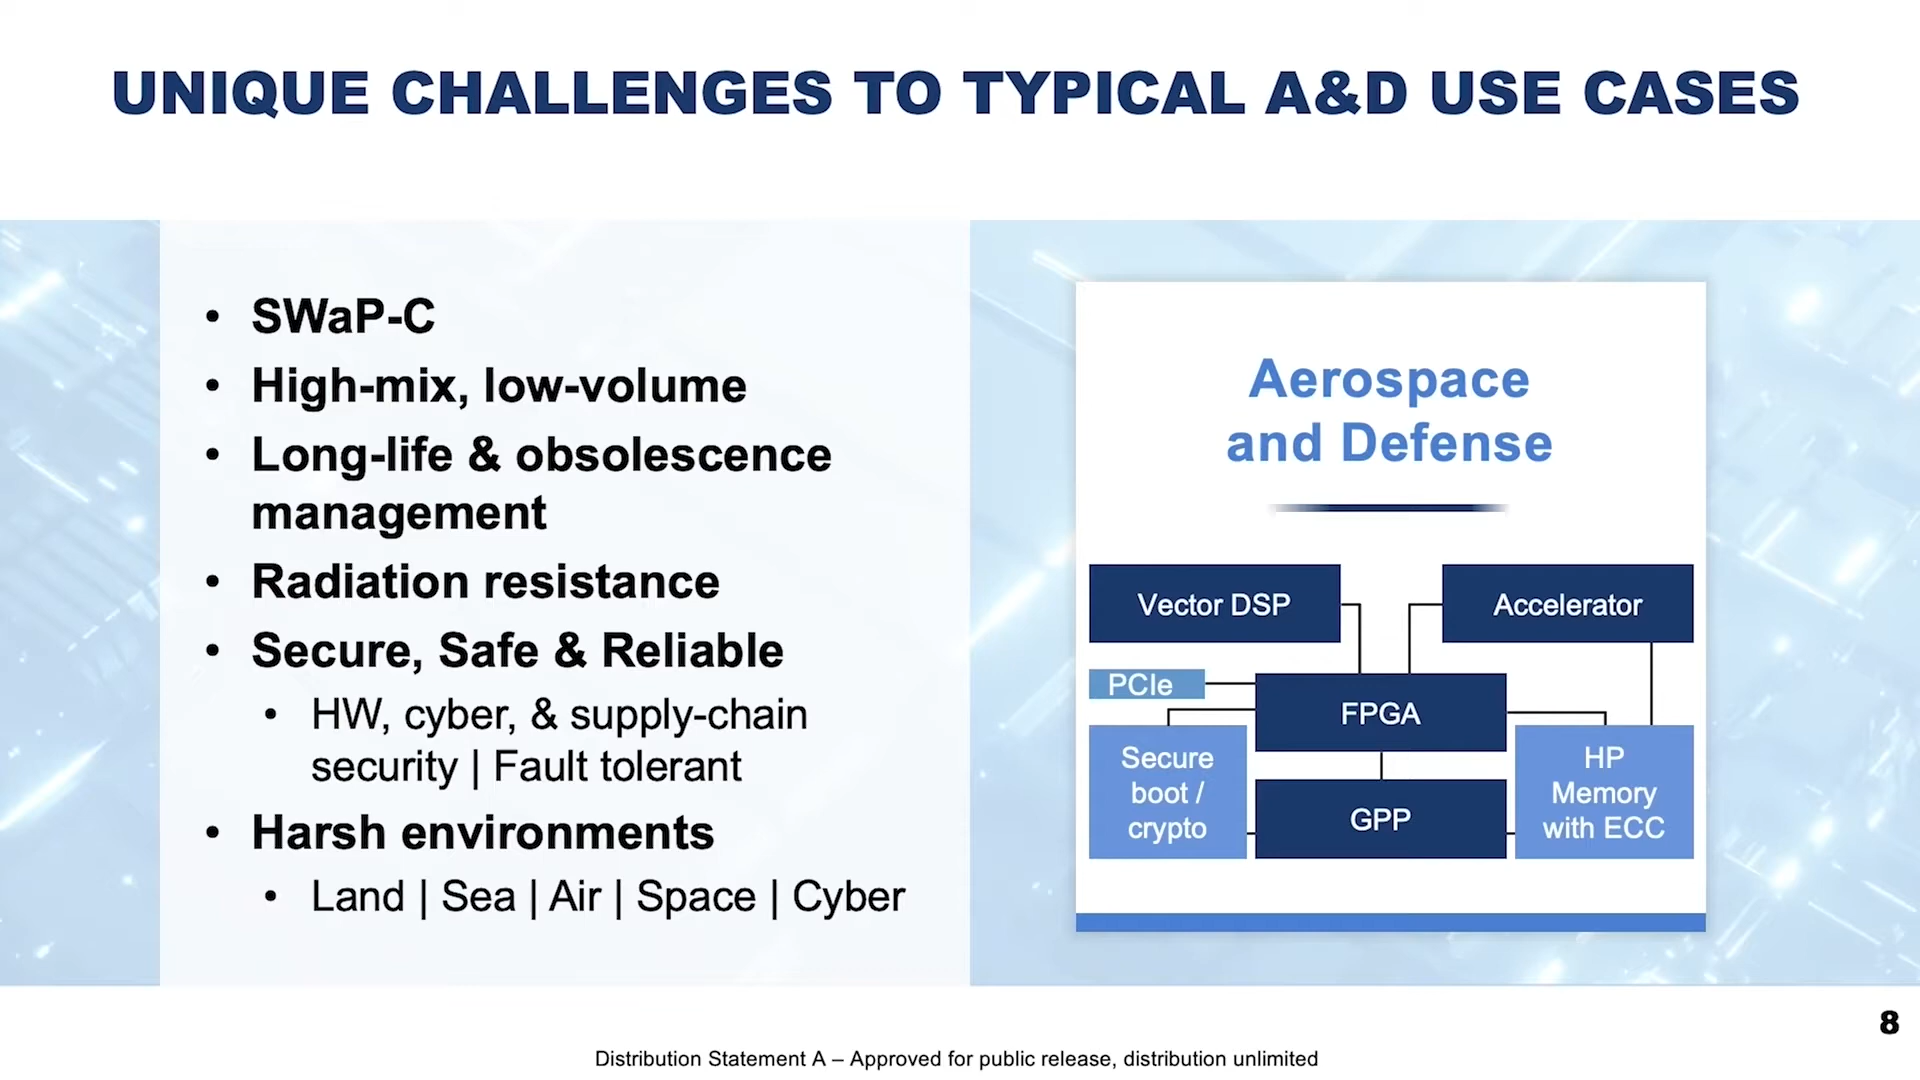 UNIQUE CHALLENGES TO TYPICAL A&D USE CASES
• SWaP-C
• High-mix, low-volume
• Long-life & obsolescence
management
• Radiation resistance
• Secure, Safe & Reliable
• HW, cyber, & supply-chain
security | Fault tolerant
• Harsh environments
• Land | Sea | Air | Space | Cyber
Aerospace
and Defense
Vector DSP
Accelerator
PCIe
FPGA
Secure
boot /
crypto
GPP
HP
Memory
with ECC
8
Distribution Statement A – Approved for public release, distribution unlimited